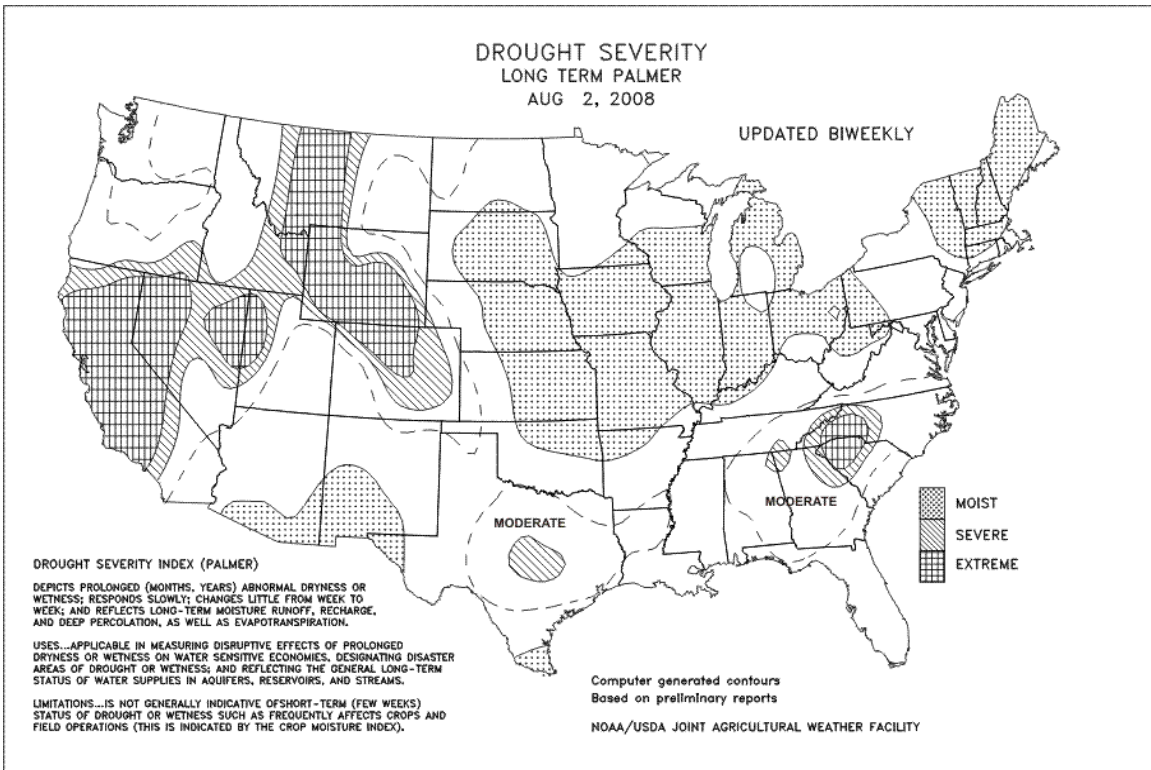 DROUGHT SEVERITY
LONG TERM PALMER
AUG 2, 2008
UPDATED BIWEEKLY
MODERATE
MODERATE
MOIST
SEVERE
EXTREME
DROUGHT SEVERITY INDEX (PALMER)
DEPICTS PROLONGED (MONTHS, YEARS) ABNORMAL DRYNESS OR
WETNESS; RESPONDS SLOWLY; CHANGES LITTLE FROM WEEK TO
WEEK; AND REFLECTS LONG-TERM MOISTURE RUNOFF, RECHARGE,
AND DEEP PERCOLATION, AS WELL AS EVAPOTRANSPIRATION.
USES...APPLICABLE IN MEASURING DISRUPTIVE EFFECTS OF PROLONGED
DRYNESS OR WETNESS ON WATER SENSITIVE ECONOMIES, DESIGNATING DISASTER
AREAS OF DROUGHT OR WETNESS; AND REFLECTING THE GENERAL LONG-TERM
STATUS OF WATER SUPPLIES IN AQUIFERS, RESERVOIRS, AND STREAMS.
LIMITATIONS...IS NOT GENERALLY INDICATIVE OFSHORT-TERM (FEW WEEKS)
STATUS OF DROUGHT OR WETNESS SUCH AS FREQUENTLY AFFECTS CROPS AND
FIELD OPERATIONS (THIS IS INDICATED BY THE CROP MOISTURE INDEX).
Computer generated contours
Based on preliminary reports
NOAA/USDA JOINT AGRICULTURAL WEATHER FACILITY